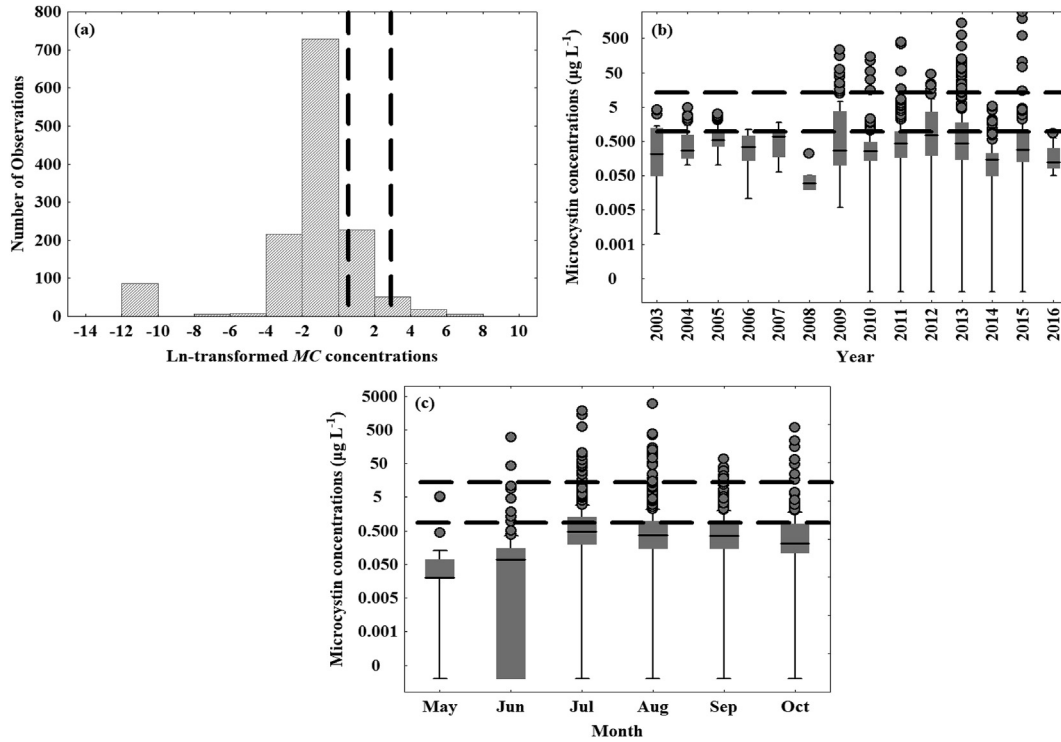 (a)
800
700
600
500
400
300
200
100
0
-14 -12 -10 -8 -6 -4 -2 0 2 4 6 8 10
Number of Observations
Ln-transformed MC concentrations
(b)
500
50
5
0.500
0.050
0.005
0.001
0
Microcystin concentrations (µg L⁻¹)
2003 2004 2005 2006 2007 2008 2009 2010 2011 2012 2013 2014 2015 2016
Year
(c)
5000
500
50
5
0.500
0.050
0.005
0.001
0
Microcystin concentrations (µg L⁻¹)
May Jun Jul Aug Sep Oct
Month